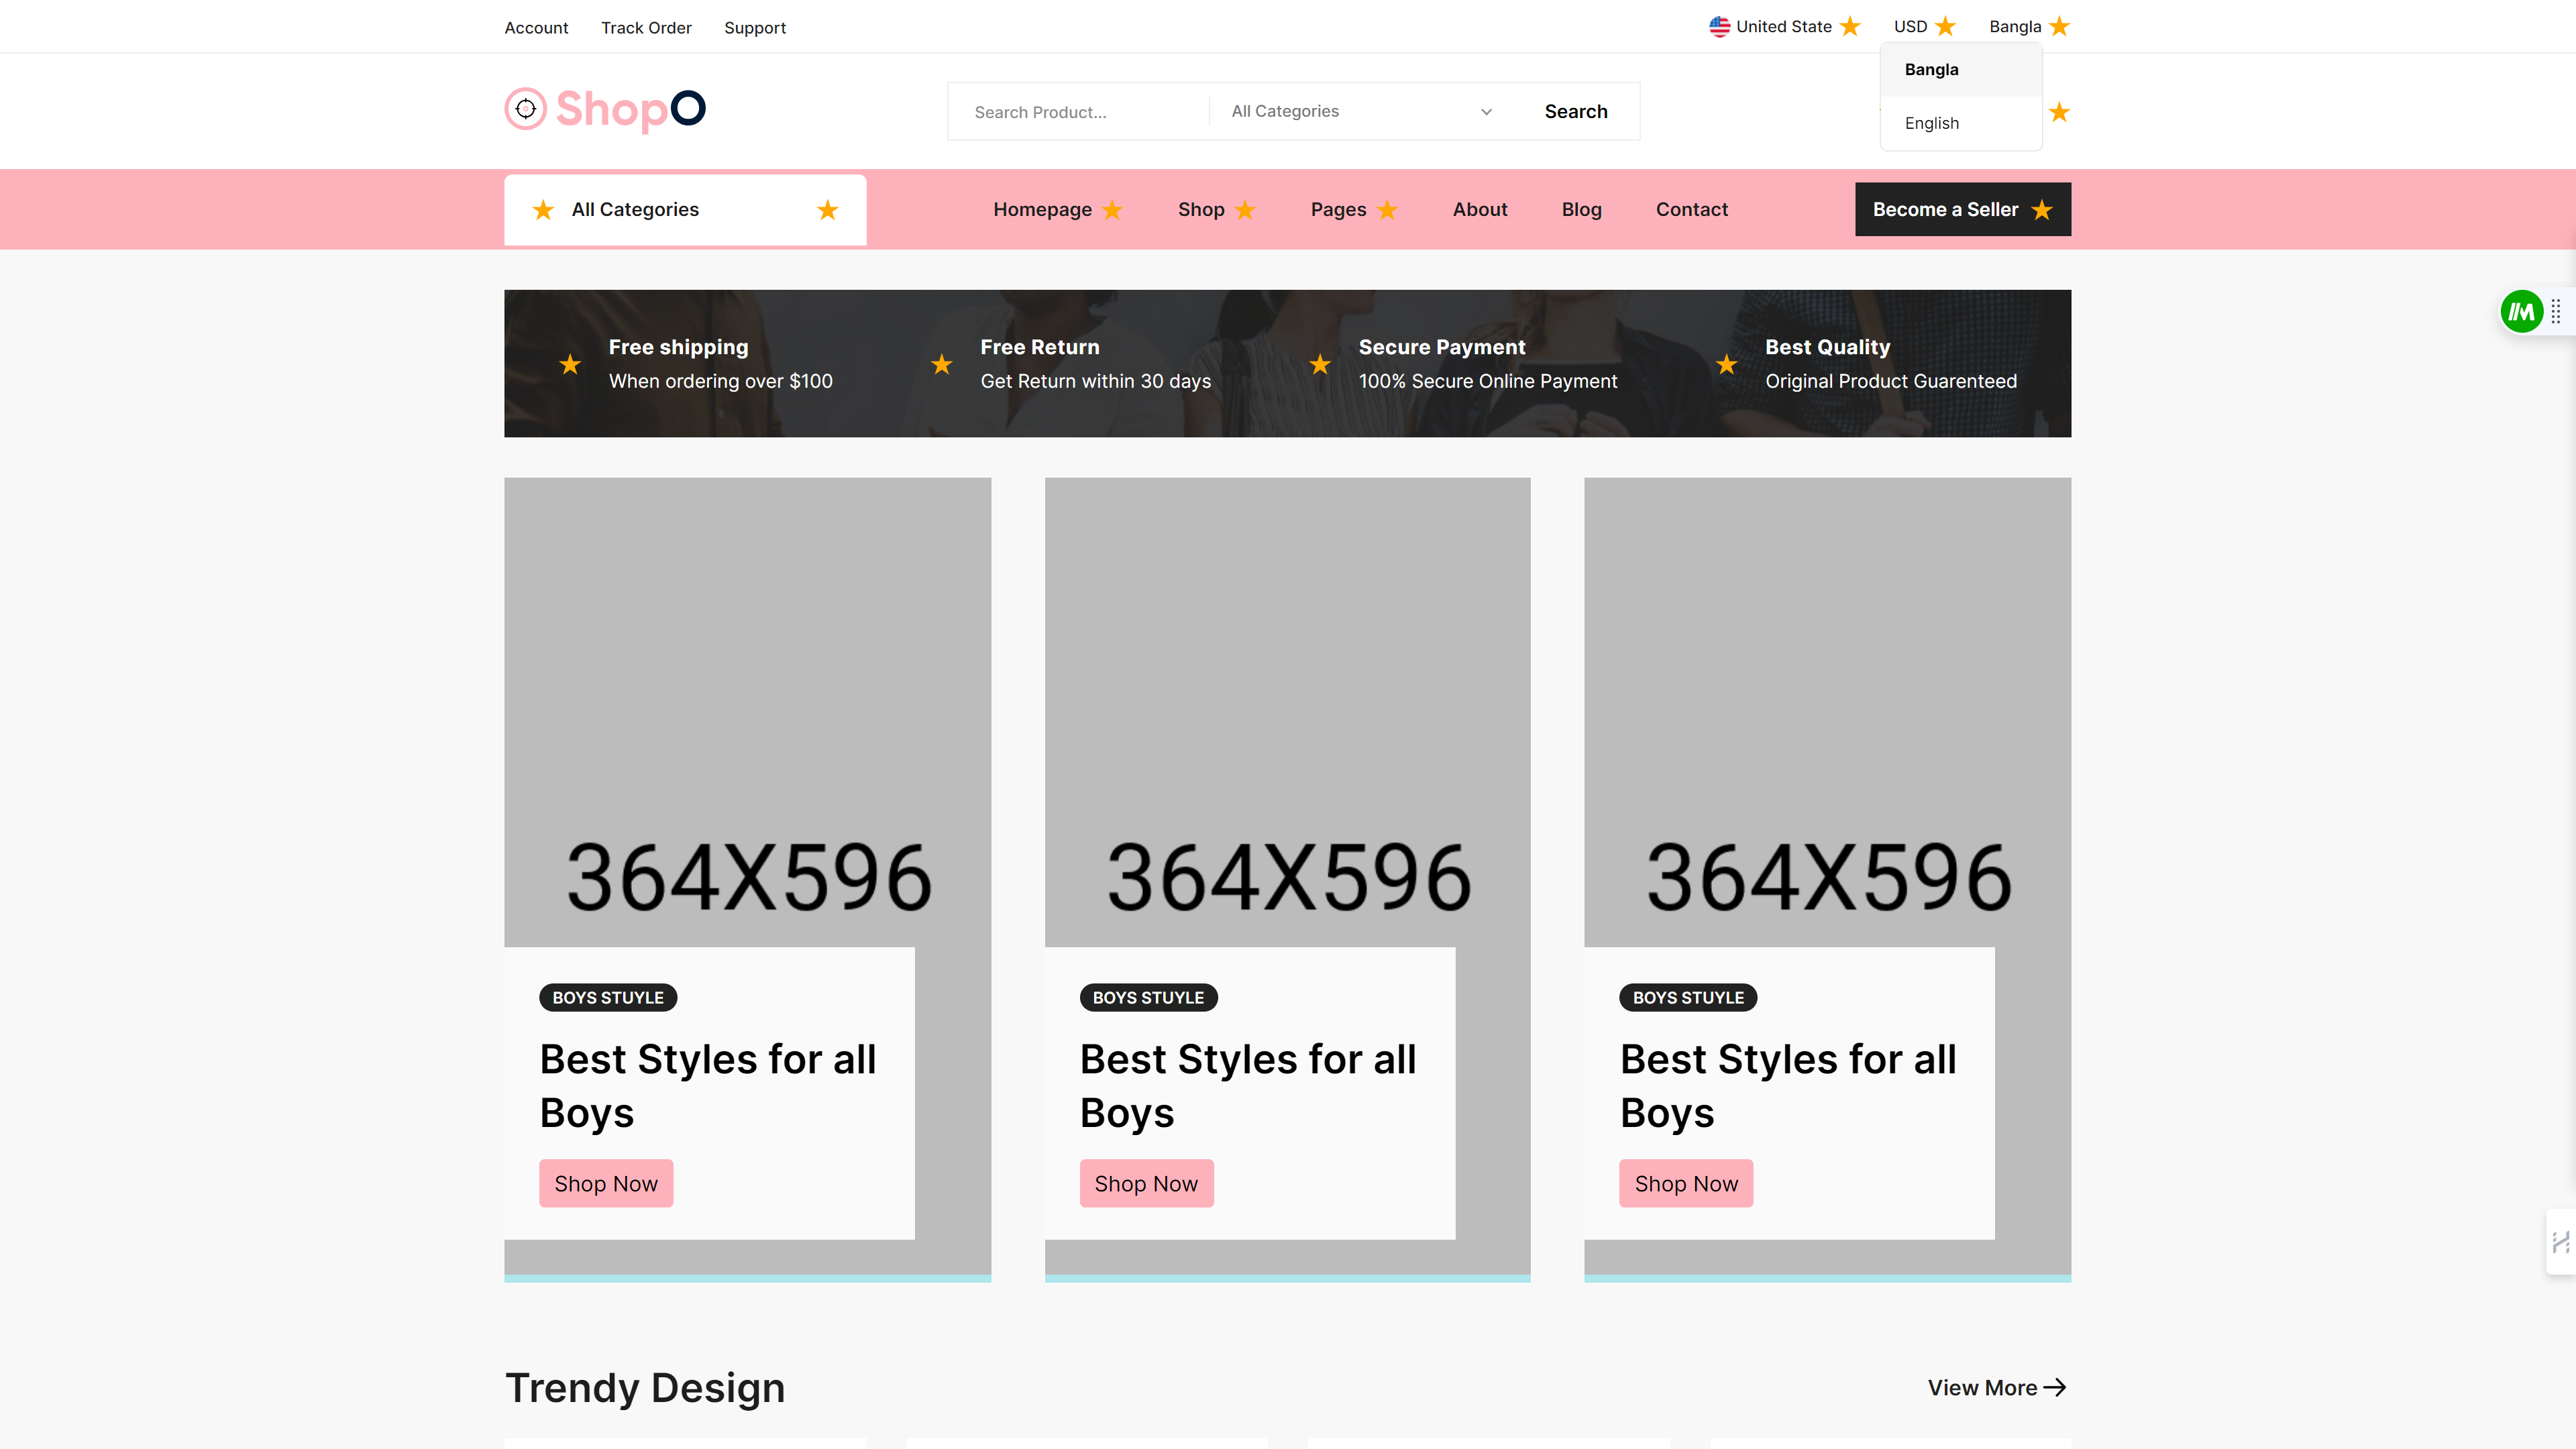 Account Track Order Support
United State USD Bangla
Bangla
English
ShopO
Search Product... All Categories Search
All Categories
Homepage Shop Pages About Blog Contact
Become a Seller
Free shipping
When ordering over $100
Free Return
Get Return within 30 days
Secure Payment
100% Secure Online Payment
Best Quality
Original Product Guarenteed
364X596
BOYS STUYLE
Best Styles for all
Boys
Shop Now
364X596
BOYS STUYLE
Best Styles for all
Boys
Shop Now
364X596
BOYS STUYLE
Best Styles for all
Boys
Shop Now
Trendy Design
View More